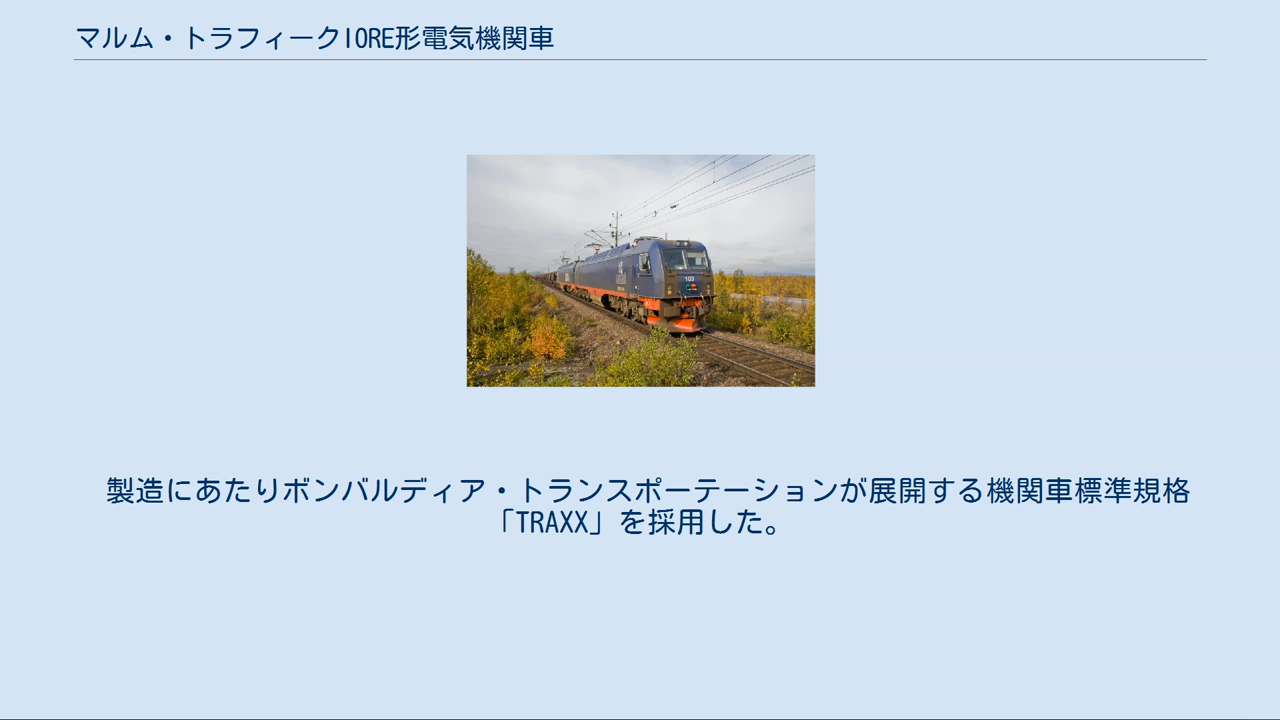 マルム・トラフィークIORE形電気機関車
103
製造にあたりボンバルディア・トランスポーテーションが展開する機関車標準規格
「TRAXX」を採用した。